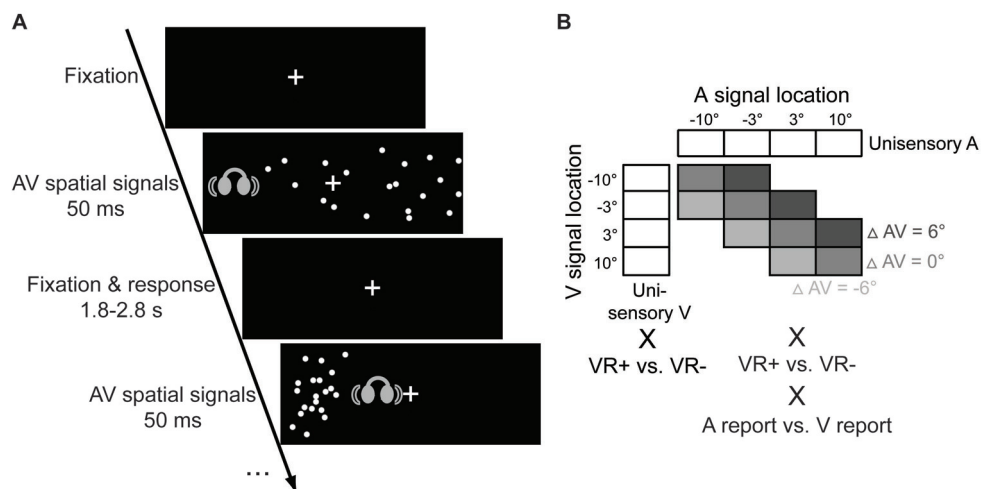 A
Fixation
AV spatial signals
50 ms
Fixation & response
1.8-2.8 s
AV spatial signals
50 ms
...
B
A signal location
-10° -3° 3° 10°
Unisensory A
V signal location
-10°
-3°
3°
10°
△ AV = 6°
△ AV = 0°
△ AV = -6°
Uni-
sensory V
X
VR+ vs. VR-
X
VR+ vs. VR-
X
A report vs. V report